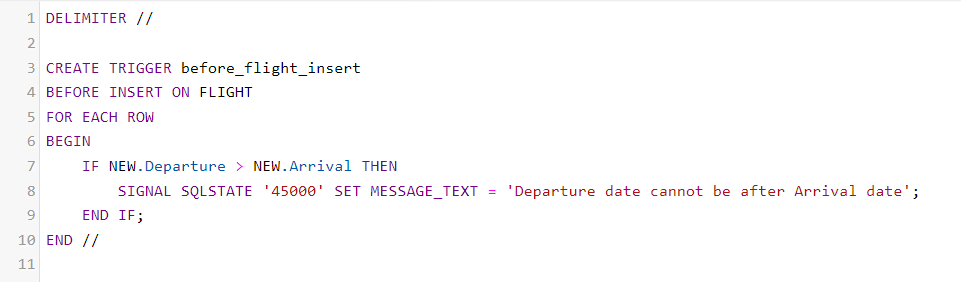 1 DELIMITER //
2
3 CREATE TRIGGER before_flight_insert
4 BEFORE INSERT ON FLIGHT
5 FOR EACH ROW
6 BEGIN
7     IF NEW.Departure > NEW.Arrival THEN
8         SIGNAL SQLSTATE '45000' SET MESSAGE_TEXT = 'Departure date cannot be after Arrival date';
9     END IF;
10 END //
11